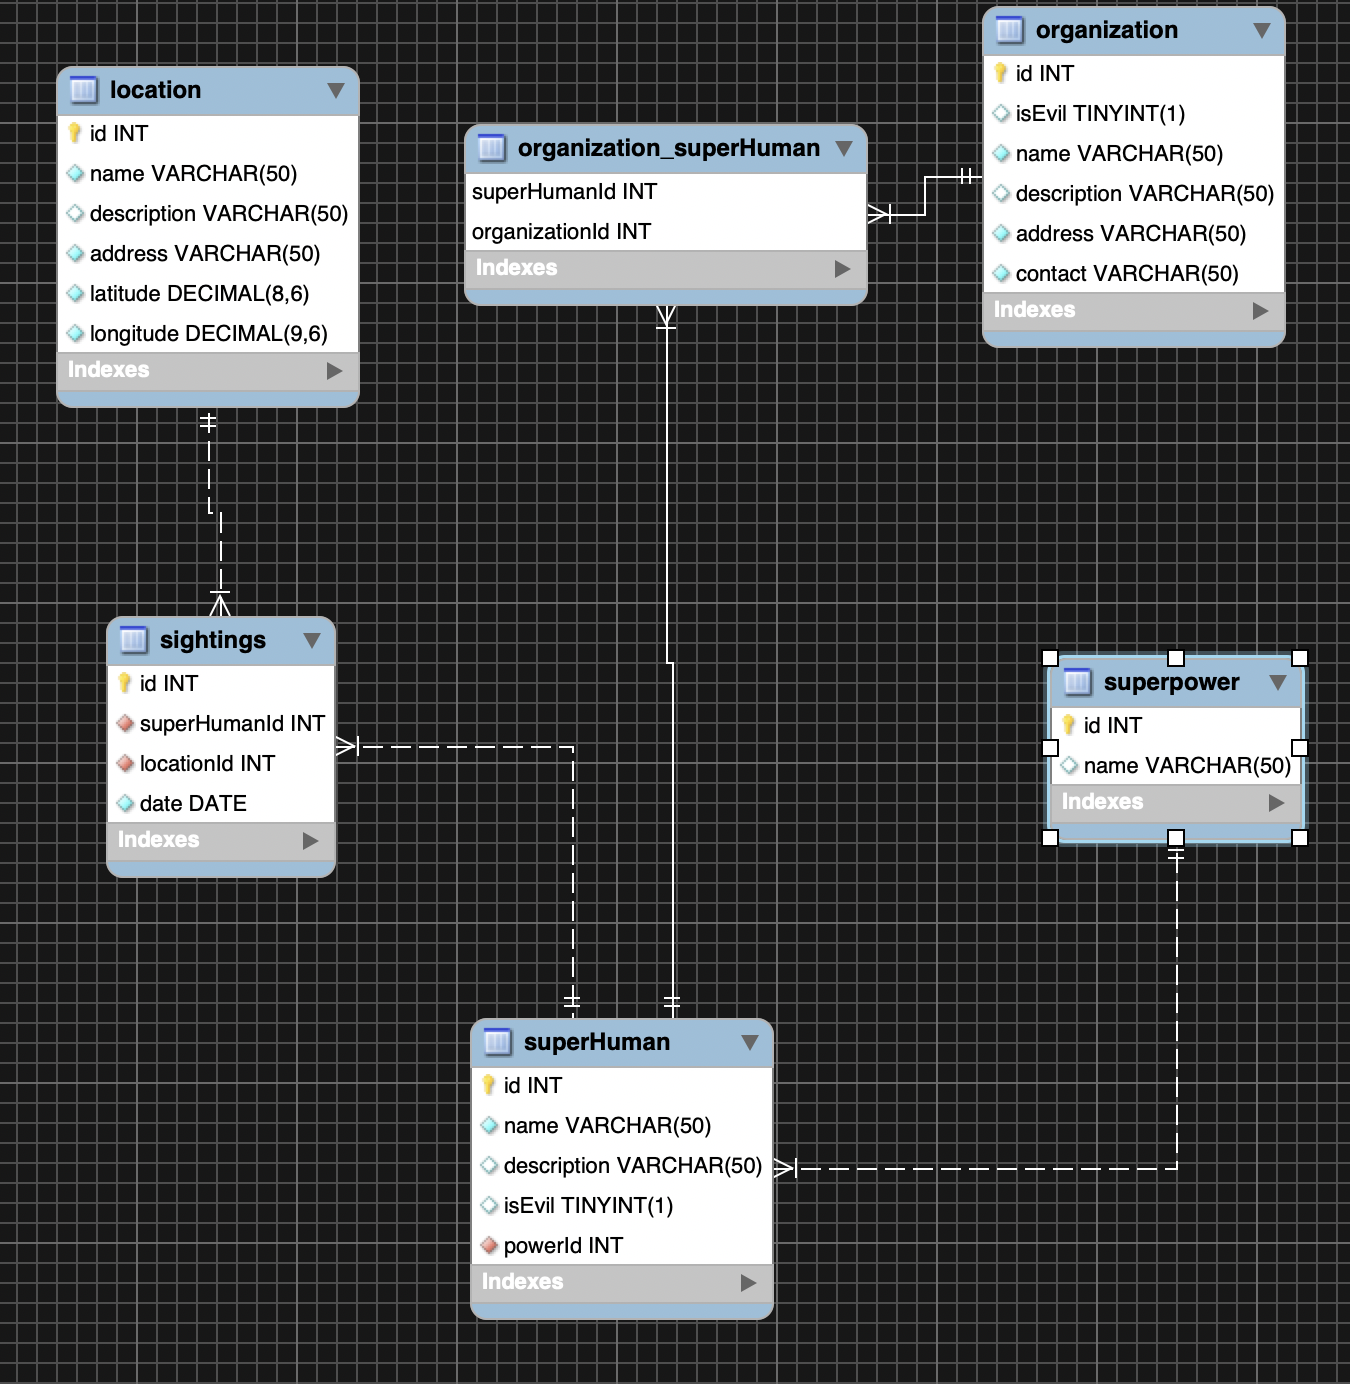 location
id INT
name VARCHAR(50)
description VARCHAR(50)
address VARCHAR(50)
latitude DECIMAL(8,6)
longitude DECIMAL(9,6)
Indexes
organization_superHuman
superHumanId INT
organizationId INT
Indexes
organization
id INT
isEvil TINYINT(1)
name VARCHAR(50)
description VARCHAR(50)
address VARCHAR(50)
contact VARCHAR(50)
Indexes
sightings
id INT
superHumanId INT
locationId INT
date DATE
Indexes
superpower
id INT
name VARCHAR(50)
Indexes
superHuman
id INT
name VARCHAR(50)
description VARCHAR(50)
isEvil TINYINT(1)
powerId INT
Indexes